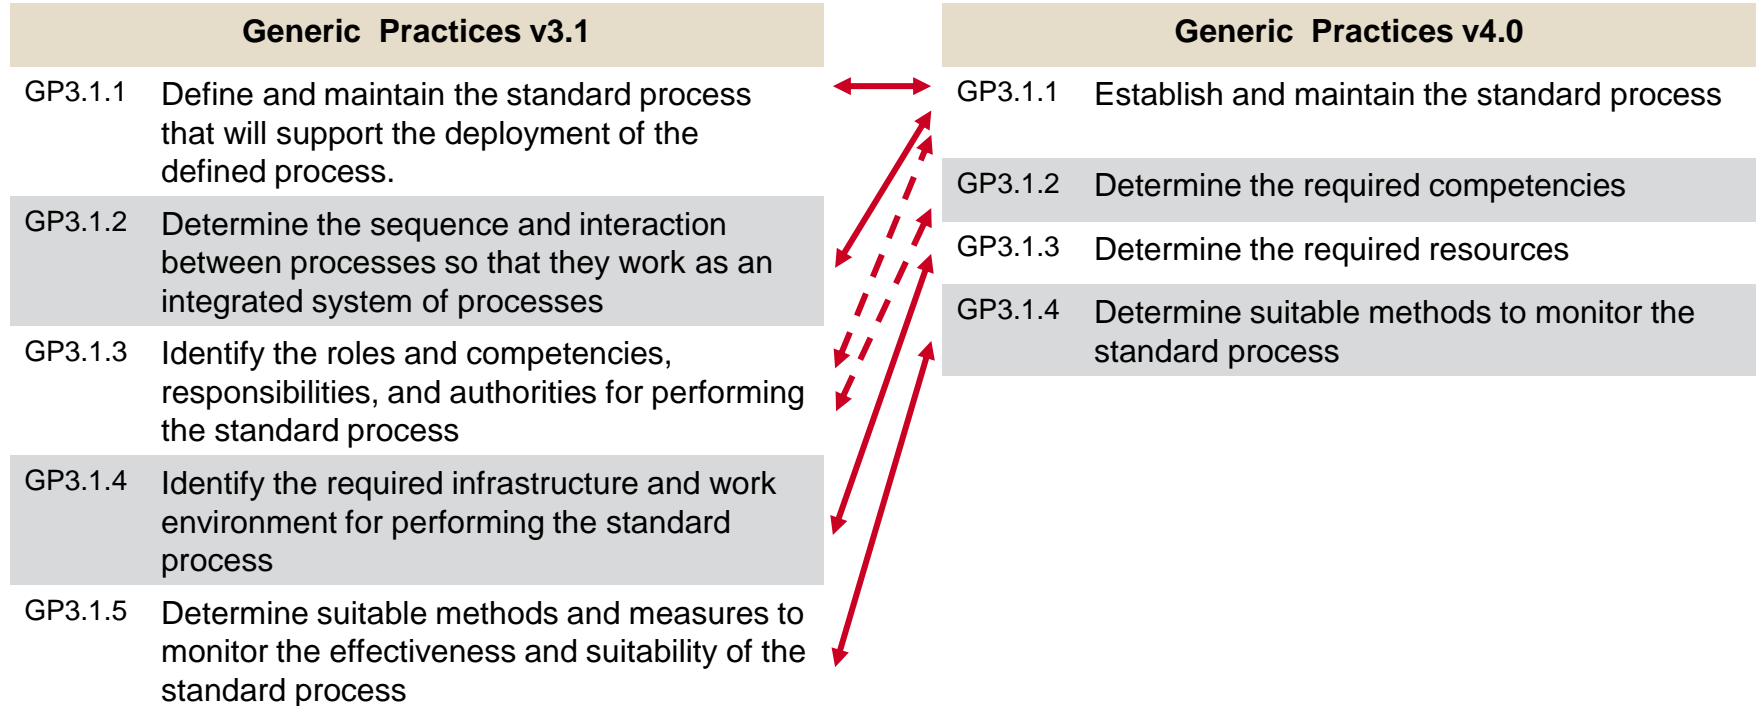 Generic Practices v3.1
GP3.1.1 Define and maintain the standard process
that will support the deployment of the
defined process.
GP3.1.2 Determine the sequence and interaction
between processes so that they work as an
integrated system of processes
GP3.1.3 Identify the roles and competencies,
responsibilities, and authorities for performing
the standard process
GP3.1.4 Identify the required infrastructure and work
environment for performing the standard
process
GP3.1.5 Determine suitable methods and measures to
monitor the effectiveness and suitability of the
standard process
Generic Practices v4.0
GP3.1.1 Establish and maintain the standard process
GP3.1.2 Determine the required competencies
GP3.1.3 Determine the required resources
GP3.1.4 Determine suitable methods to monitor the
standard process